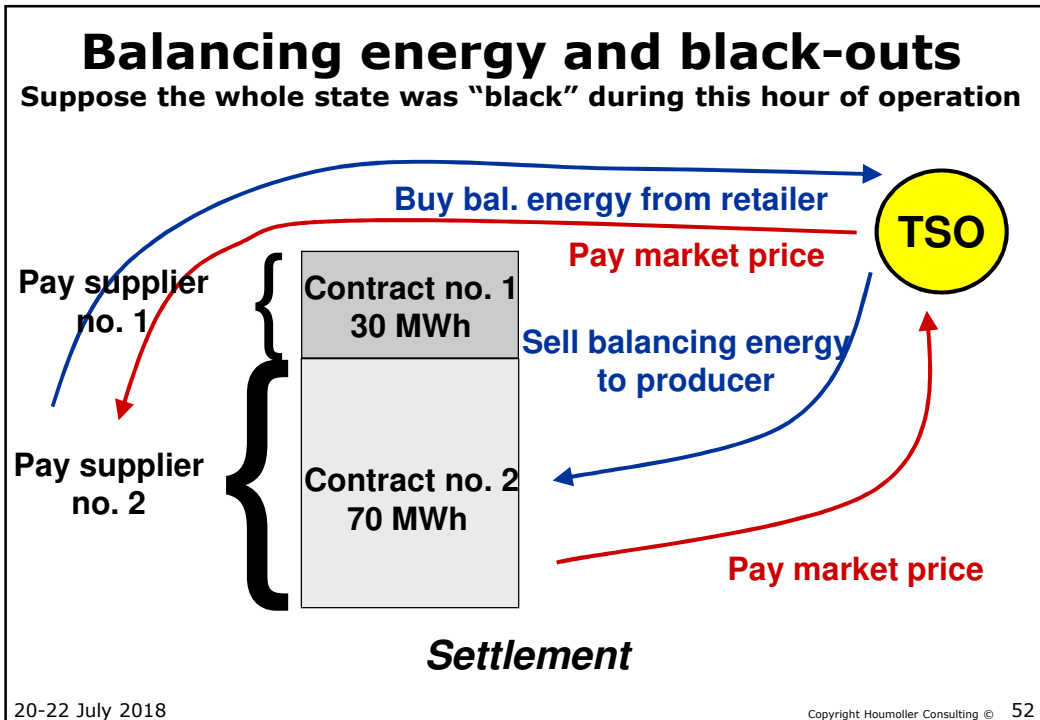 Balancing energy and black-outs
Suppose the whole state was “black” during this hour of operation
Buy bal. energy from retailer
TSO
Pay market price
Pay supplier
no. 1
{
Contract no. 1
30 MWh
Sell balancing energy
to producer
Pay supplier
no. 2
{
Contract no. 2
70 MWh
Pay market price
Settlement
20-22 July 2018
Copyright Houmoller Consulting © 52